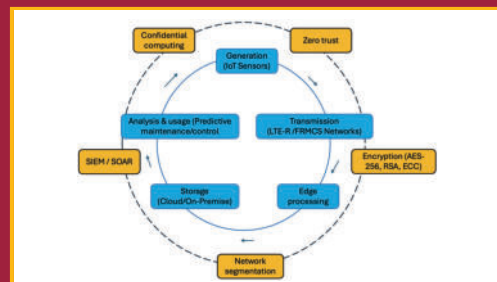 Confidential
computing
Zero trust
Generation
(IoT Sensors)
Analysis & usage (Predictive
maintenance/control
Transmission
(LTE-R /FRMCS Networks)
SIEM / SOAR
Encryption (AES-
256, RSA, ECC)
Storage
(Cloud/On-Premise)
Edge
processing
Network
segmentation